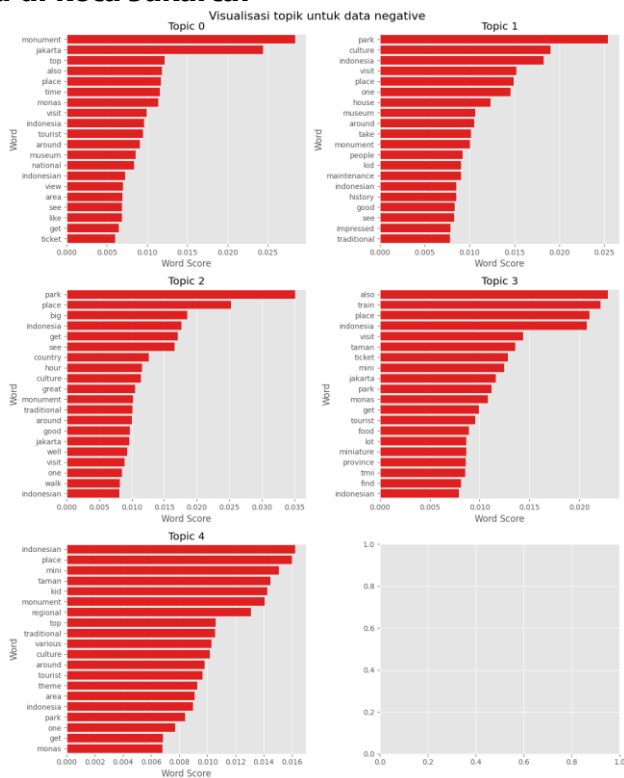 Visualisasi topik untuk data negative
Topic 0
monument
jakarta
top
also
place
time
monas
visit
indonesia
tourist
around
museum
national
indonesian
view
area
see
like
get
ticket
Word
0.000 0.005 0.010 0.015 0.020 0.025
Word Score
Topic 1
park
culture
indonesia
visit
place
one
house
museum
around
take
monument
people
kid
maintenance
indonesian
history
good
see
impressed
traditional
Word
0.000 0.005 0.010 0.015 0.020 0.025
Word Score
Topic 2
park
place
big
indonesia
get
see
country
hour
culture
great
monument
traditional
around
good
jakarta
well
visit
one
walk
indonesian
Word
0.000 0.005 0.010 0.015 0.020 0.025 0.030 0.035
Word Score
Topic 3
also
train
place
indonesia
visit
taman
ticket
mini
jakarta
park
monas
get
tourist
food
lot
miniature
province
tmii
find
indonesian
Word
0.000 0.005 0.010 0.015 0.020
Word Score
Topic 4
indonesian
place
mini
taman
kid
monument
regional
top
traditional
various
culture
around
tourist
theme
area
indonesia
park
one
get
monas
Word
0.000 0.002 0.004 0.006 0.008 0.010 0.012 0.014 0.016
Word Score
1.0
0.8
0.6
0.4
0.2
0.0
0.0 0.2 0.4 0.6 0.8 1.0